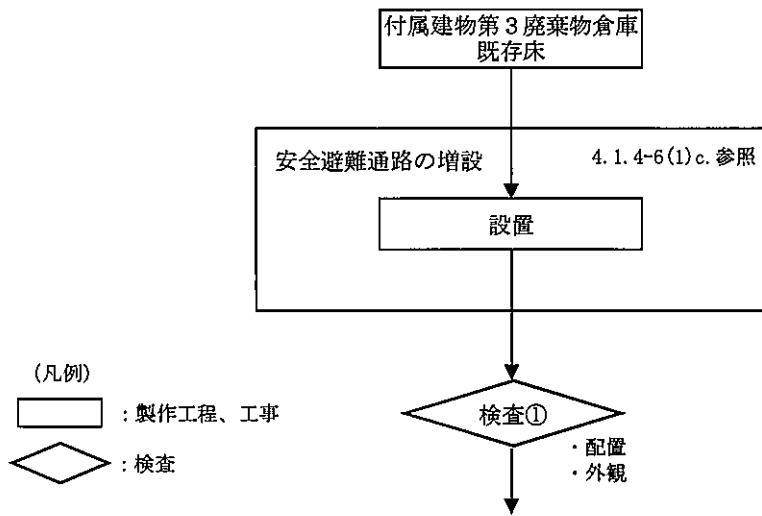 付属建物第3廃棄物倉庫
既存床
安全避難通路の増設
4.1.4-6(1)c.参照
設置
検査①
・配置
・外観
(凡例)
：製作工程、工事
：検査